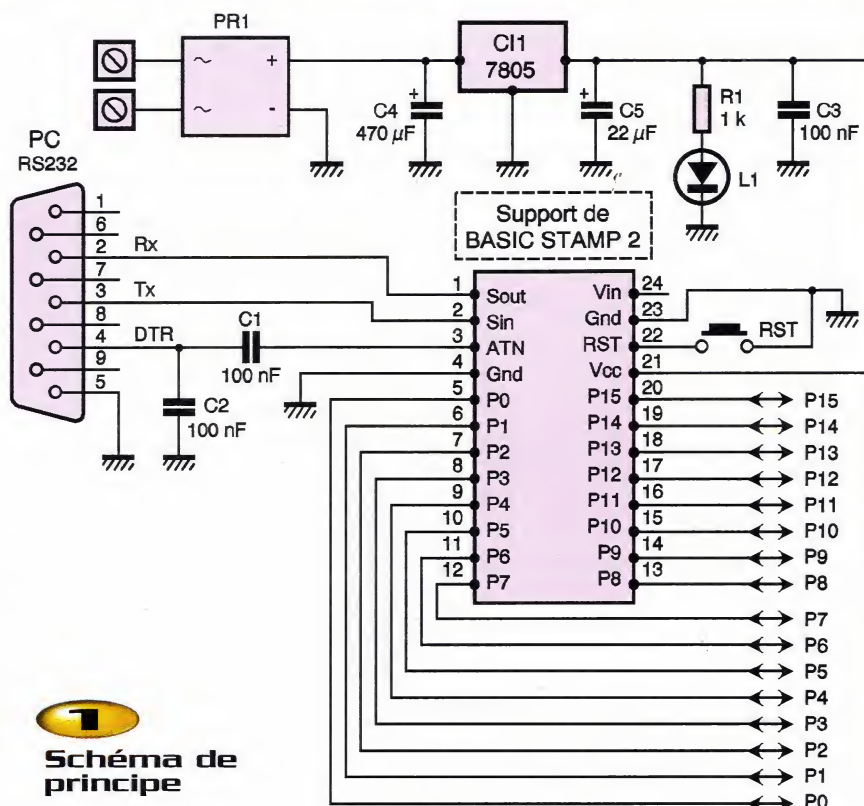 PR1
~ +
~ -
CI1
7805
+
C4
470 µF
+
C5
22 µF
R1
1 k
L1
C3
100 nF
PC
RS232
1
6
2 Rx
7
3 Tx
8
4 DTR
9
5
C1
100 nF
C2
100 nF
Support de
BASIC STAMP 2
1 Sout
2 Sin
3 ATN
4 Gnd
5 P0
6 P1
7 P2
8 P3
9 P4
10 P5
11 P6
12 P7
Vin 24
Gnd 23
RST 22
Vcc 21
P15 20
P14 19
P13 18
P12 17
P11 16
P10 15
P9 14
P8 13
RST
P15
P14
P13
P12
P11
P10
P9
P8
P7
P6
P5
P4
P3
P2
P1
P0
1
Schéma de
principe